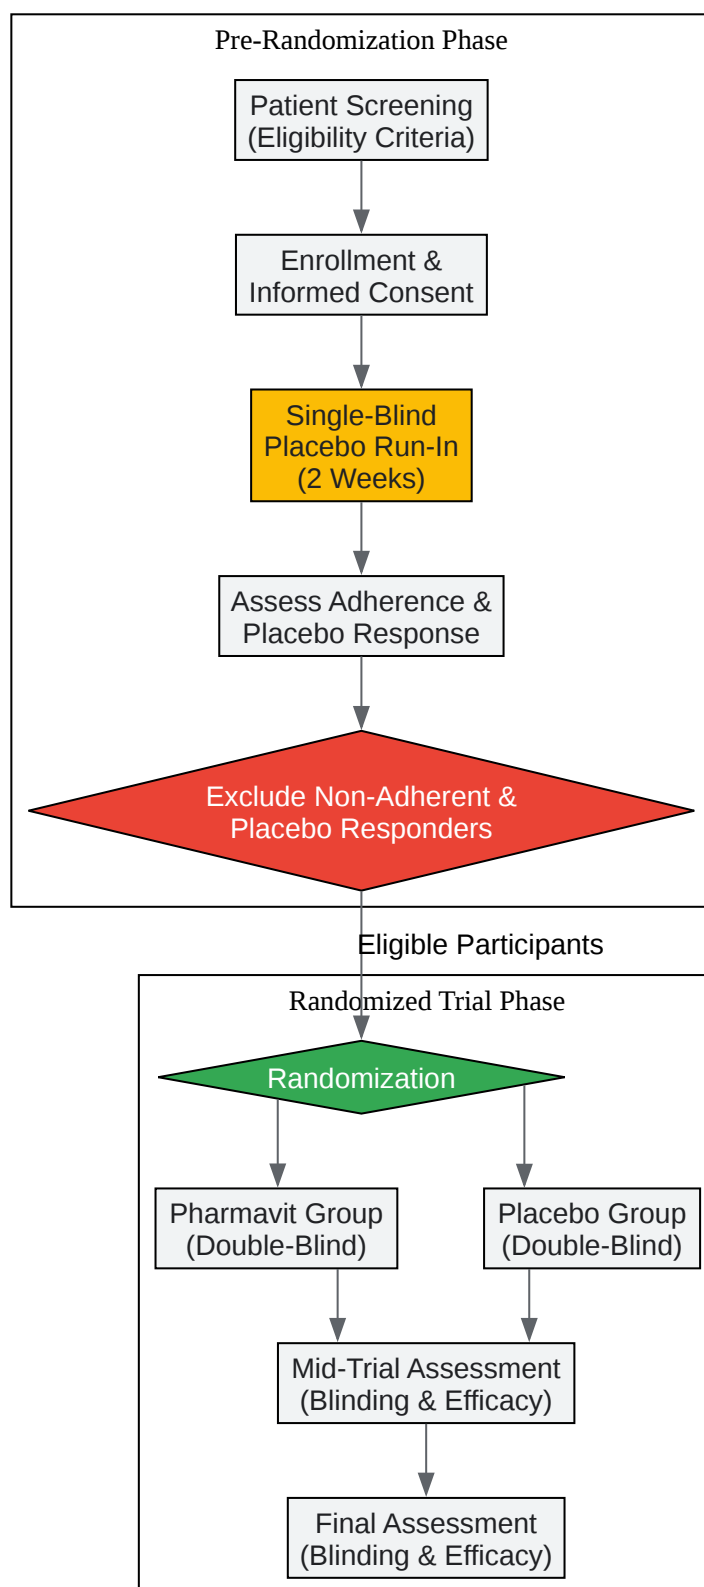 Pre-Randomization Phase
Patient Screening
(Eligibility Criteria)
Enrollment &
Informed Consent
Single-Blind
Placebo Run-In
(2 Weeks)
Assess Adherence &
Placebo Response
Exclude Non-Adherent &
Placebo Responders
Eligible Participants
Randomized Trial Phase
Randomization
Pharmavit Group
(Double-Blind)
Placebo Group
(Double-Blind)
Mid-Trial Assessment
(Blinding & Efficacy)
Final Assessment
(Blinding & Efficacy)